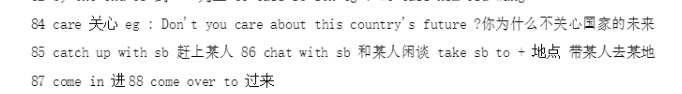 84 care 关心 eg : Don't you care about this country's future ?你为什么不关心国家的未来
85 catch up with sb 赶上某人 86 chat with sb 和某人闲谈 take sb to + 地点 带某人去某地
87 come in 进 88 come over to 过来